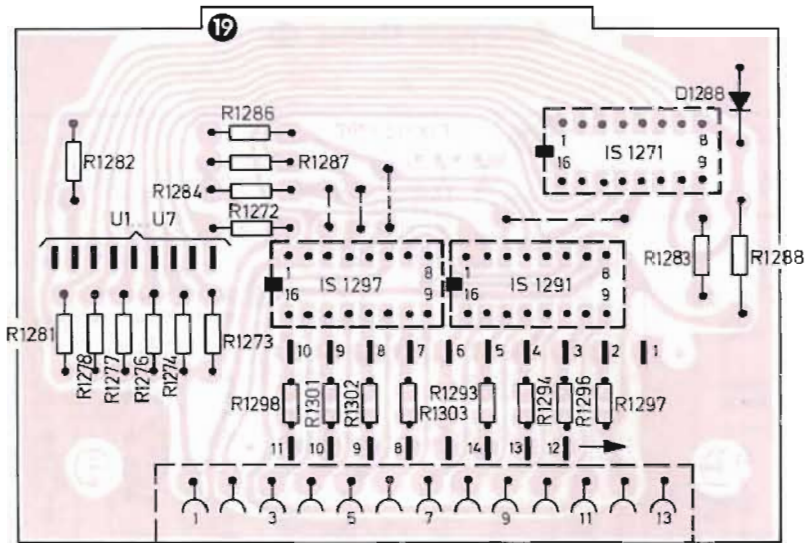 19
D1288
R1286
1 8
R1282
R1287
16 IS 1271 9
R1284
U1...U7
R1272
1 8 1 8
R1283
R1288
16 IS 1297 9 16 IS 1291 9
R1281
R1278
R1277
R1276
R1274
R1273
10 9 8 7 6 5 4 3 2 1
R1298
R1301
R1302
R1303
R1293
R1294
R1296
R1297
11 10 9 8 14 13 12
1 3 5 7 9 11 13